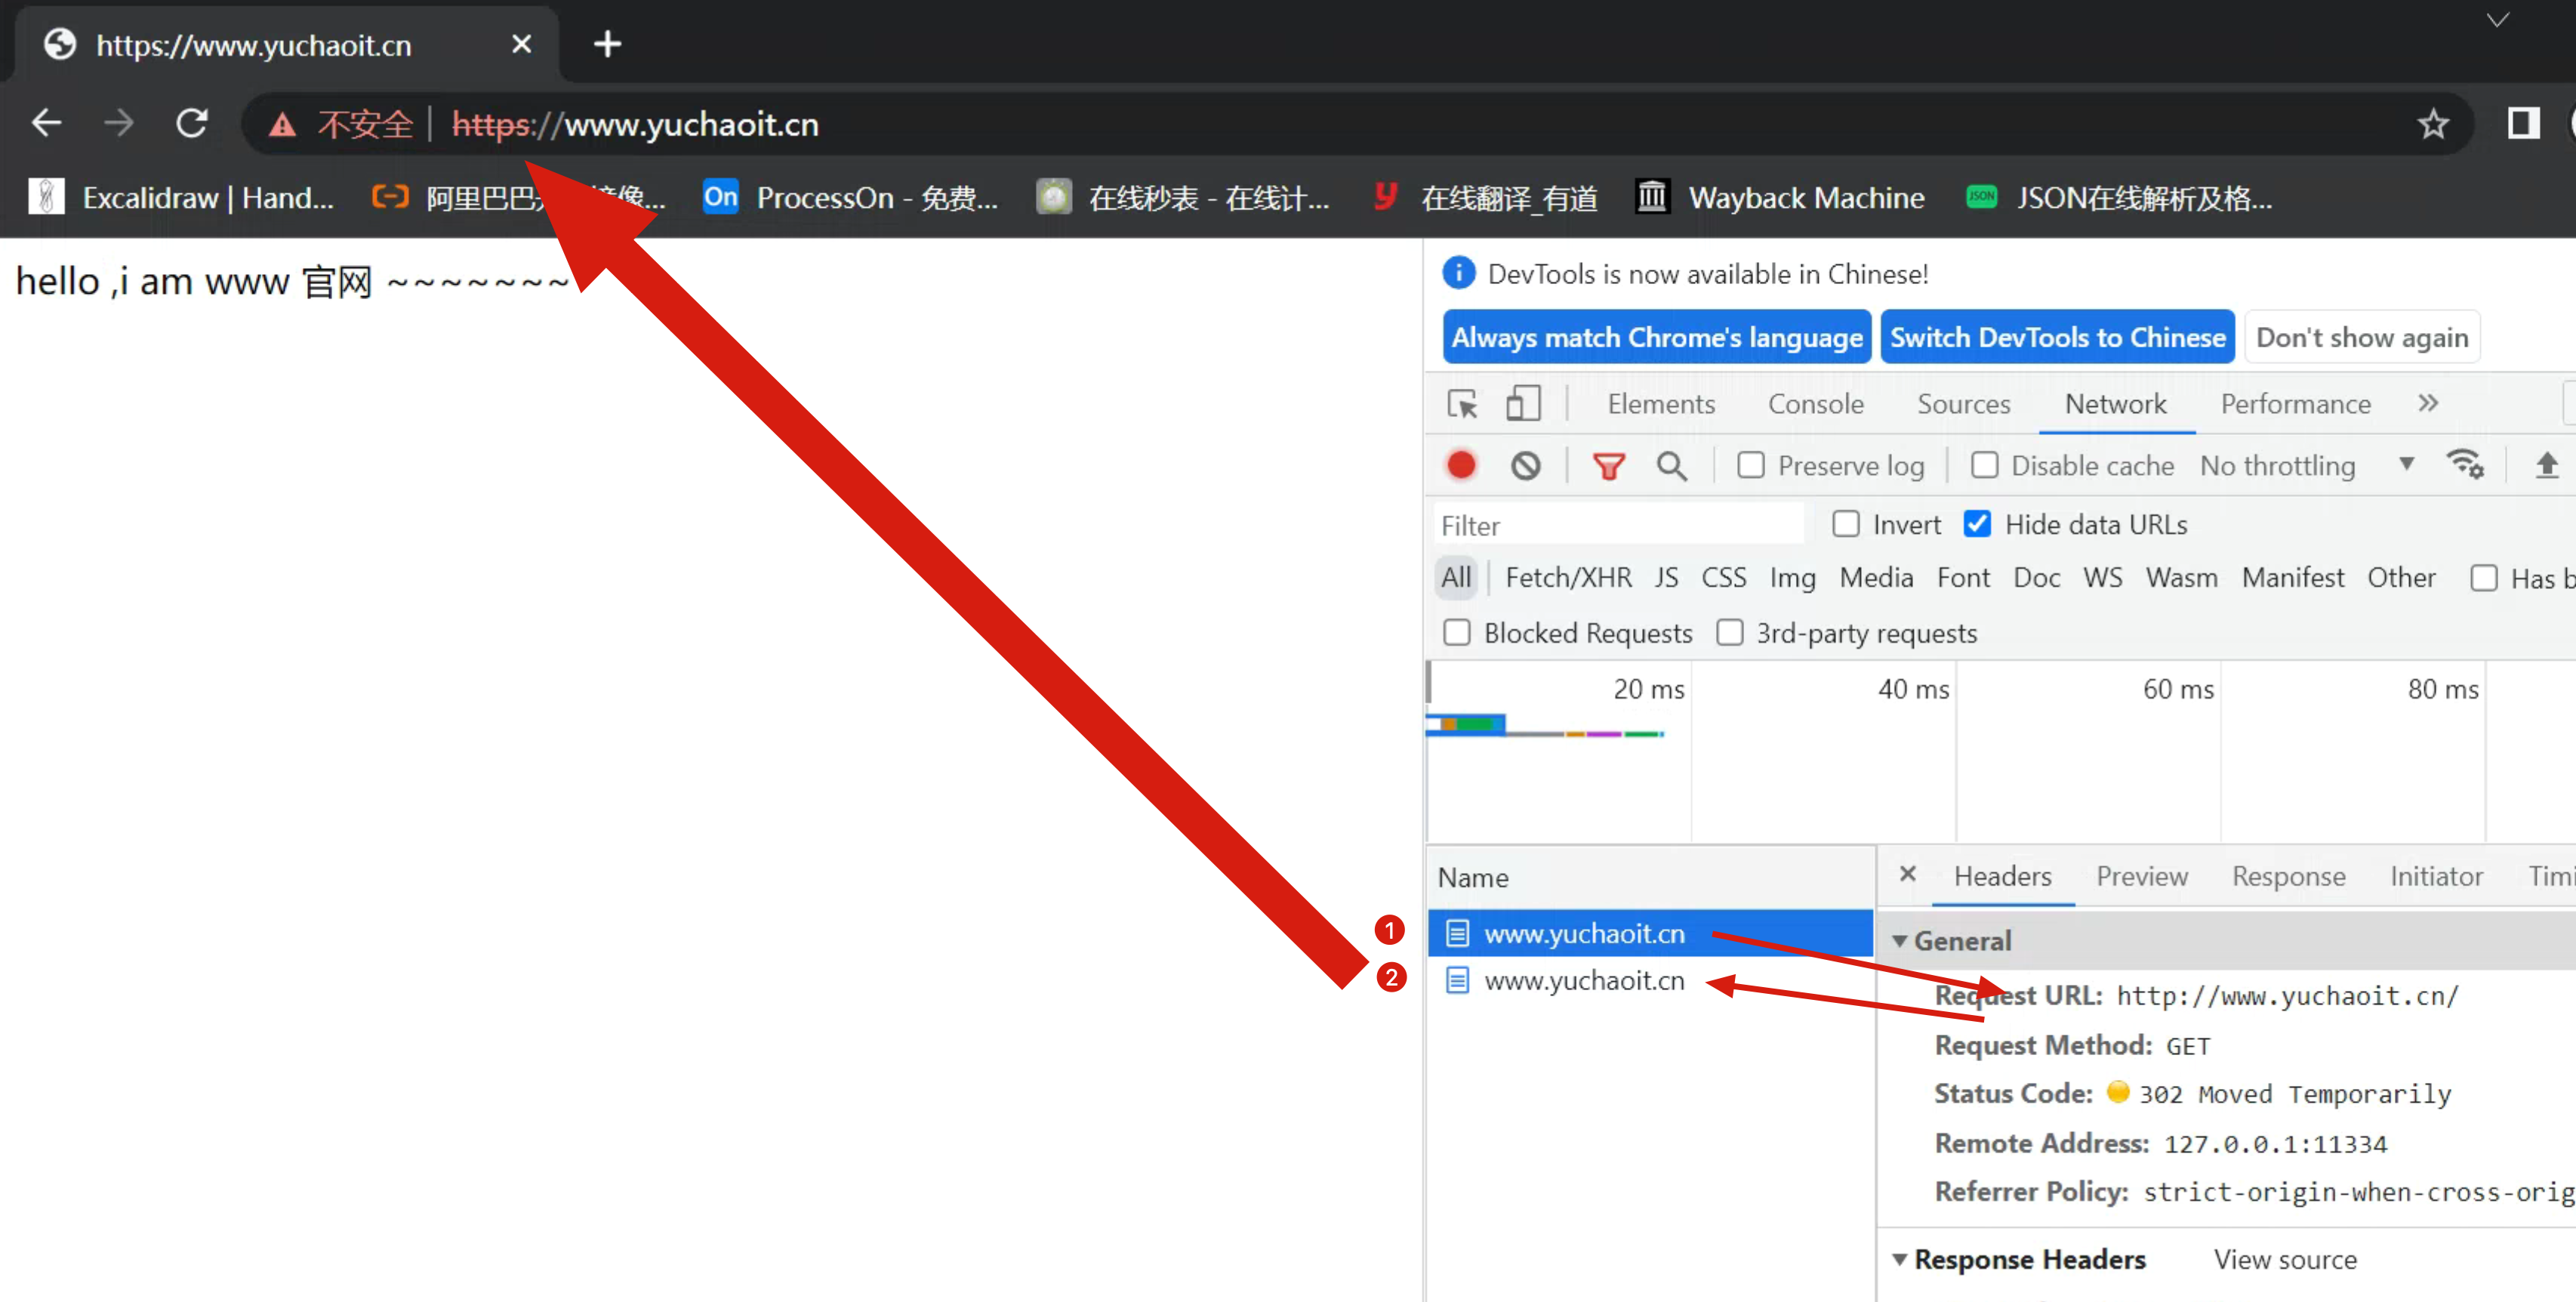 https://www.yuchaoit.cn
不安全 https://www.yuchaoit.cn
Excalidraw | Hand... 阿里巴巴 镜像... On ProcessOn - 免费... 在线秒表 - 在线计... 在线翻译_有道 Wayback Machine JSON JSON在线解析及格...
hello ,i am www 官网 ~~~~~~~
DevTools is now available in Chinese!
Always match Chrome's language Switch DevTools to Chinese Don't show again
Elements Console Sources Network Performance
Preserve log Disable cache No throttling
Filter Invert Hide data URLs
All Fetch/XHR JS CSS Img Media Font Doc WS Wasm Manifest Other Has b
Blocked Requests 3rd-party requests
20 ms 40 ms 60 ms 80 ms
Name
1 www.yuchaoit.cn
2 www.yuchaoit.cn
Headers Preview Response Initiator Timi
General
Request URL: http://www.yuchaoit.cn/
Request Method: GET
Status Code: 302 Moved Temporarily
Remote Address: 127.0.0.1:11334
Referrer Policy: strict-origin-when-cross-orig
Response Headers View source